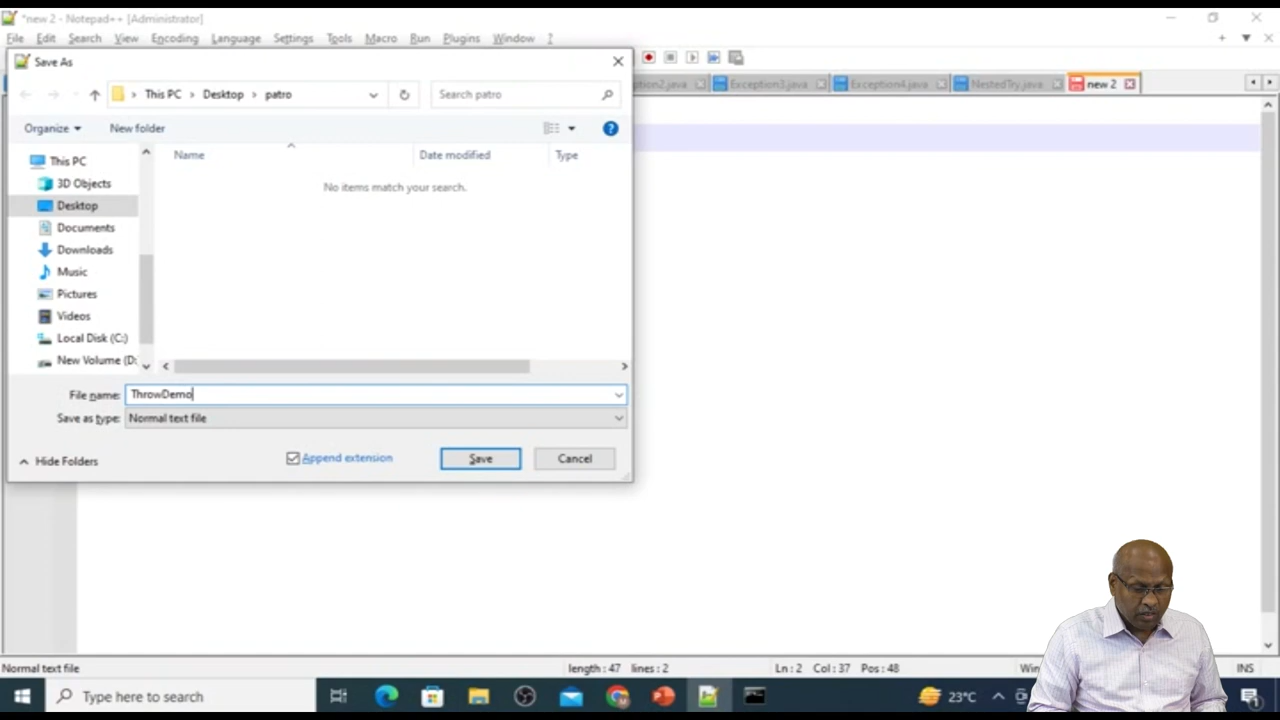 *new 2 - Notepad++ [Administrator]
File Edit Search View Encoding Language Settings Tools Macro Run Plugins Window ?
Save As
ption2.java Exception3.java Exception4.java NestedTry.java new 2
This PC > Desktop > patro
Search patro
Organize New folder
Name Date modified Type
No items match your search.
This PC
3D Objects
Desktop
Documents
Downloads
Music
Pictures
Videos
Local Disk (C:)
New Volume (D:
File name: ThrowDemo
Save as type: Normal text file
Hide Folders Append extension Save Cancel
Normal text file length : 47 lines : 2 Ln : 2 Col : 37 Pos : 48 Win INS
Type here to search 23°C